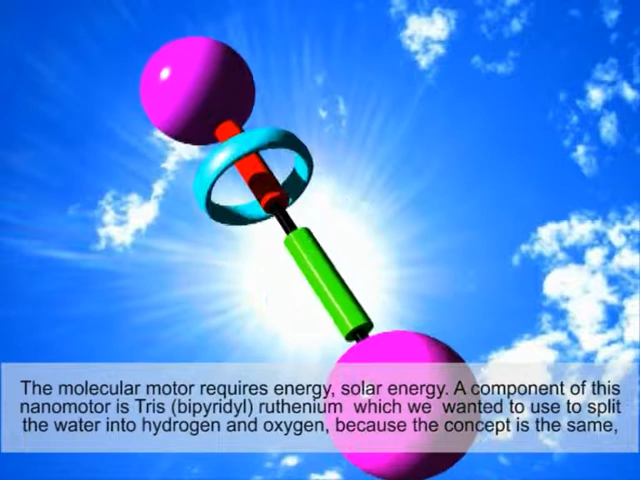 The molecular motor requires energy, solar energy. A component of this
nanomotor is Tris (bipyridyl) ruthenium which we wanted to use to split
the water into hydrogen and oxygen, because the concept is the same,